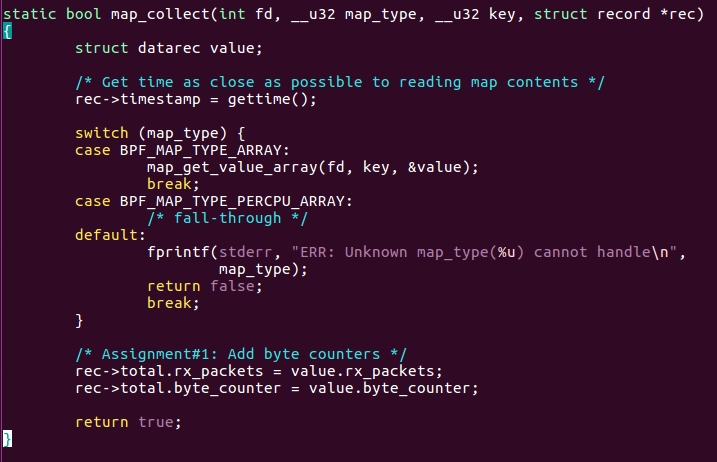 static bool map_collect(int fd, __u32 map_type, __u32 key, struct record *rec)
{
        struct datarec value;

        /* Get time as close as possible to reading map contents */
        rec->timestamp = gettime();

        switch (map_type) {
        case BPF_MAP_TYPE_ARRAY:
                map_get_value_array(fd, key, &value);
                break;
        case BPF_MAP_TYPE_PERCPU_ARRAY:
                /* fall-through */
        default:
                fprintf(stderr, "ERR: Unknown map_type(%u) cannot handle\n",
                        map_type);
                return false;
                break;
        }

        /* Assignment#1: Add byte counters */
        rec->total.rx_packets = value.rx_packets;
        rec->total.byte_counter = value.byte_counter;

        return true;
}